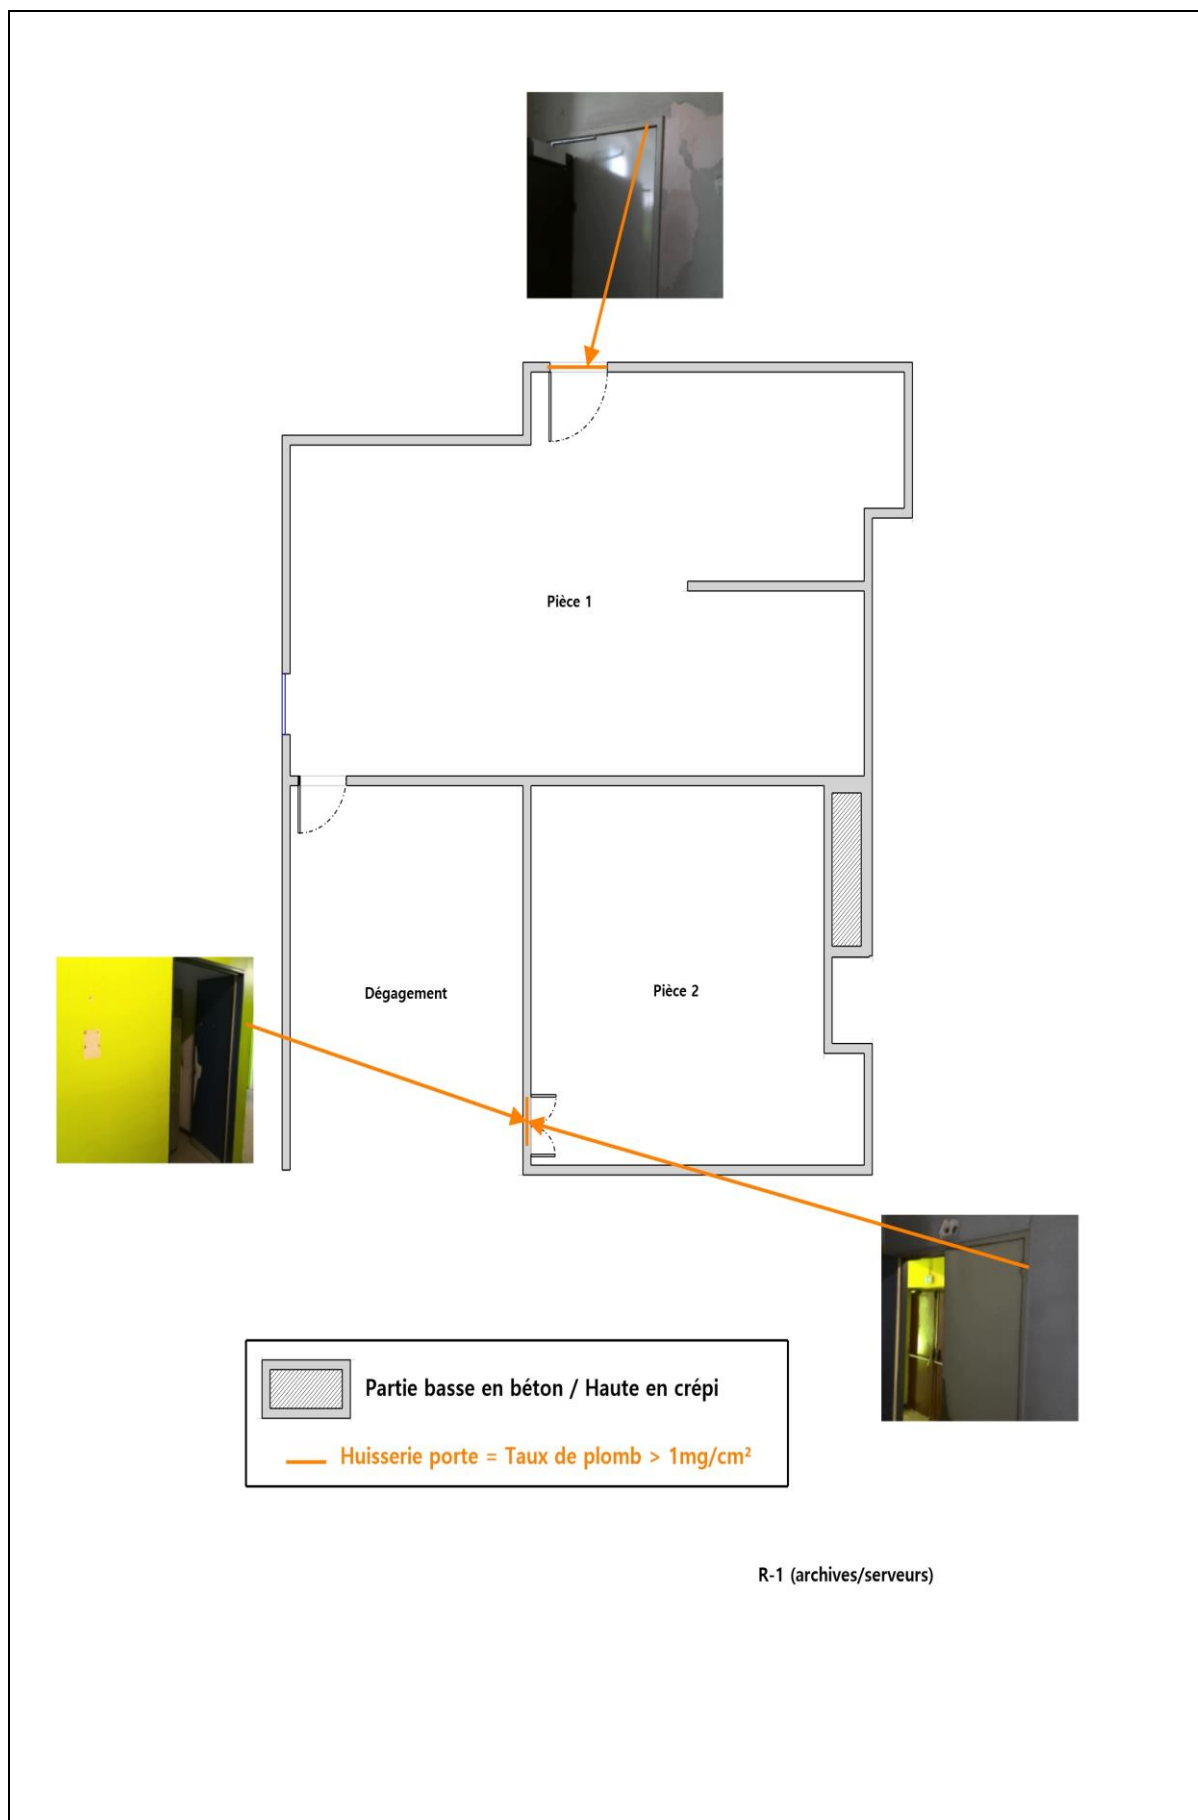 Pièce 1
Dégagement
Pièce 2
Partie basse en béton / Haute en crépi
Huisserie porte = Taux de plomb > 1mg/cm²
R-1 (archives/serveurs)